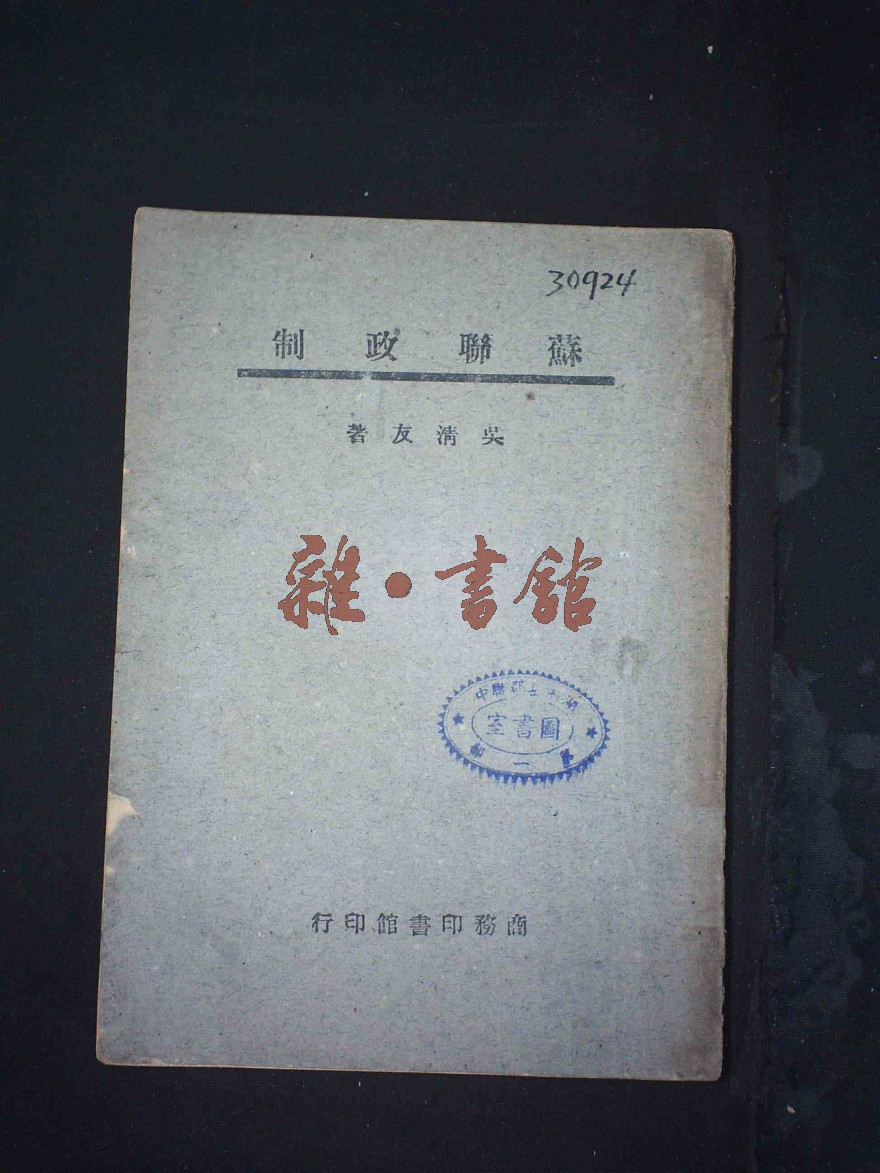 30924
蘇聯政制
吳清友著
雜·書館
圖書室
一
商務印書館印行